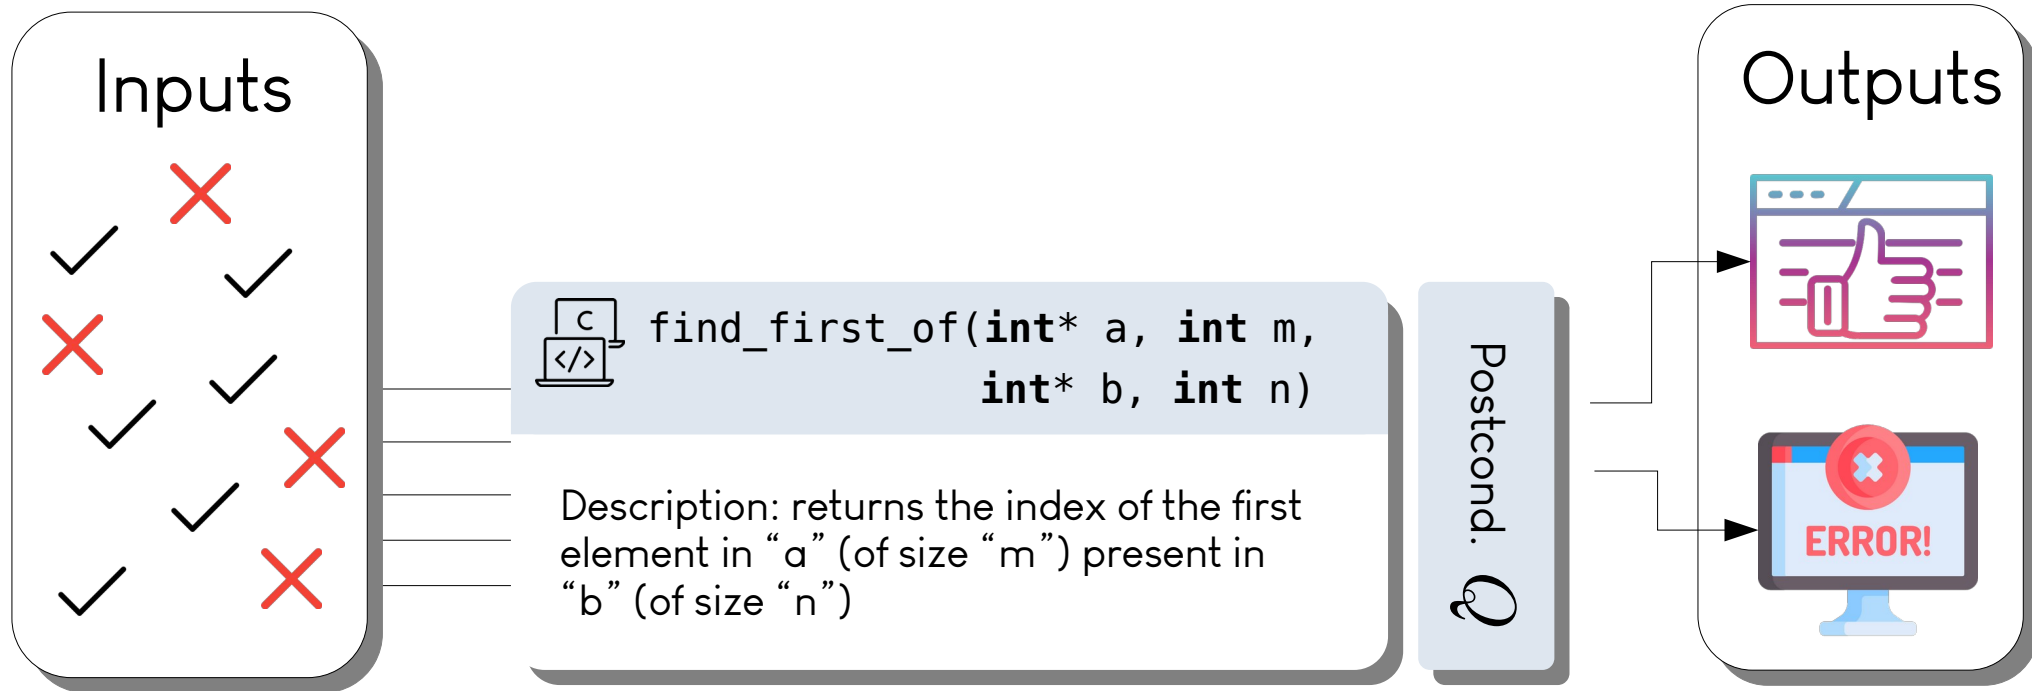 Inputs
C
</>
find_first_of(int* a, int m,
int* b, int n)
Description: returns the index of the first
element in “a” (of size “m”) present in
“b” (of size “n”)
Postcond. Q
Outputs
ERROR!